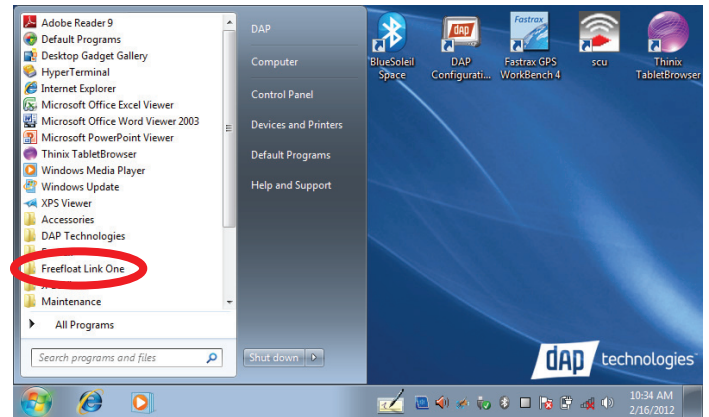 Adobe Reader 9
Default Programs
Desktop Gadget Gallery
HyperTerminal
Internet Explorer
Microsoft Office Excel Viewer
Microsoft Office Word Viewer 2003
Microsoft PowerPoint Viewer
Thinix TabletBrowser
Windows Media Player
Windows Update
XPS Viewer
Accessories
DAP Technologies
Freefloat Link One
Maintenance
All Programs
Search programs and files
DAP
Computer
Control Panel
Devices and Printers
Default Programs
Help and Support
Shut down
BlueSoleil
Space
dap
DAP
Configurati...
Fastrax
Fastrax GPS
WorkBench 4
scu
Thinix
TabletBrowser
dap technologies
10:34 AM
2/16/2012